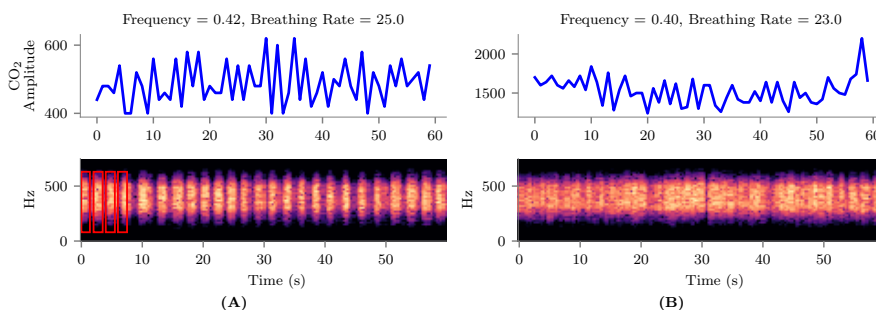 Frequency = 0.42, Breathing Rate = 25.0
CO2
Amplitude
600
400
0 10 20 30 40 50 60
Hz
500
0
0 10 20 30 40 50
Time (s)
(A)
Frequency = 0.40, Breathing Rate = 23.0
2000
1500
0 10 20 30 40 50 60
Hz
500
0
0 10 20 30 40 50
Time (s)
(B)